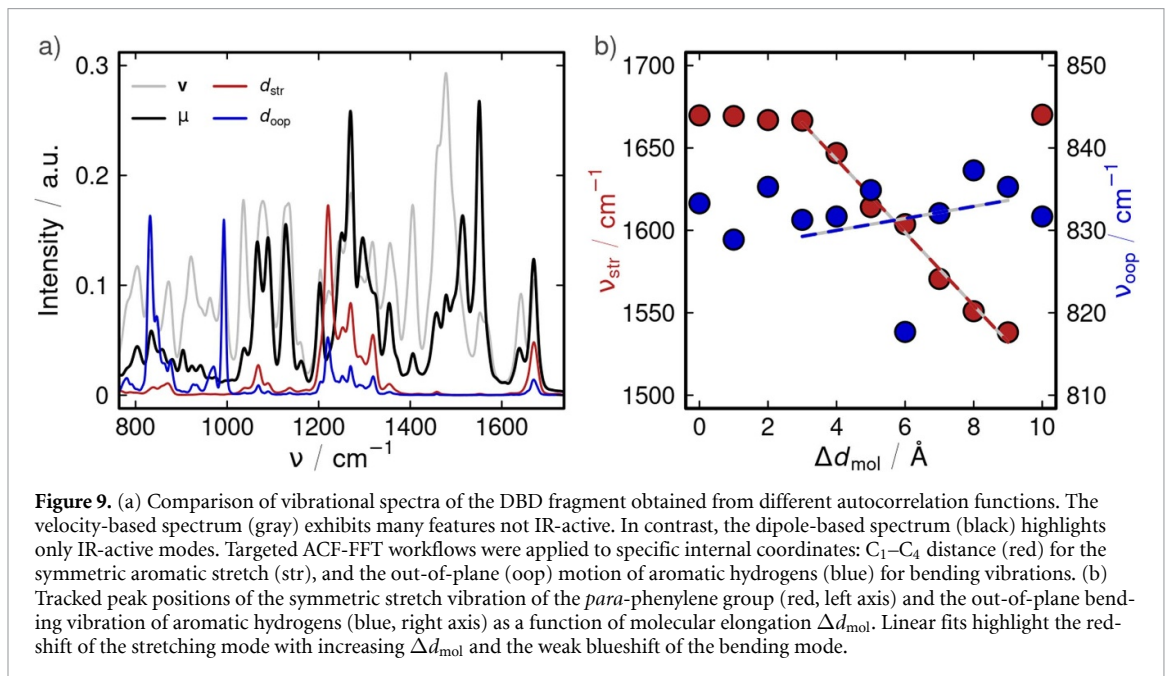 a)
0.3
0.2
0.1
0
Intensity / a.u.
v
μ
d_str
d_oop
800 1000 1200 1400 1600
ν / cm⁻¹
b)
1700
1650
1600
1550
1500
ν_str / cm⁻¹
850
840
830
820
810
ν_oop / cm⁻¹
0 2 4 6 8 10
Δd_mol / Å
Figure 9. (a) Comparison of vibrational spectra of the DBD fragment obtained from different autocorrelation functions. The
velocity-based spectrum (gray) exhibits many features not IR-active. In contrast, the dipole-based spectrum (black) highlights
only IR-active modes. Targeted ACF-FFT workflows were applied to specific internal coordinates: C₁–C₄ distance (red) for the
symmetric aromatic stretch (str), and the out-of-plane (oop) motion of aromatic hydrogens (blue) for bending vibrations. (b)
Tracked peak positions of the symmetric stretch vibration of the para-phenylene group (red, left axis) and the out-of-plane bend-
ing vibration of aromatic hydrogens (blue, right axis) as a function of molecular elongation Δd_mol. Linear fits highlight the red-
shift of the stretching mode with increasing Δd_mol and the weak blueshift of the bending mode.